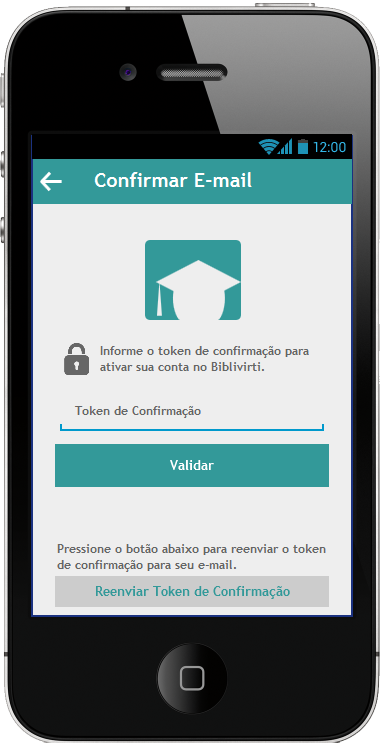 12:00
Confirmar E-mail
Informe o token de confirmação para
ativar sua conta no Biblivirti.
Token de Confirmação
Validar
Pressione o botão abaixo para reenviar o token
de confirmação para seu e-mail.
Reenviar Token de Confirmação